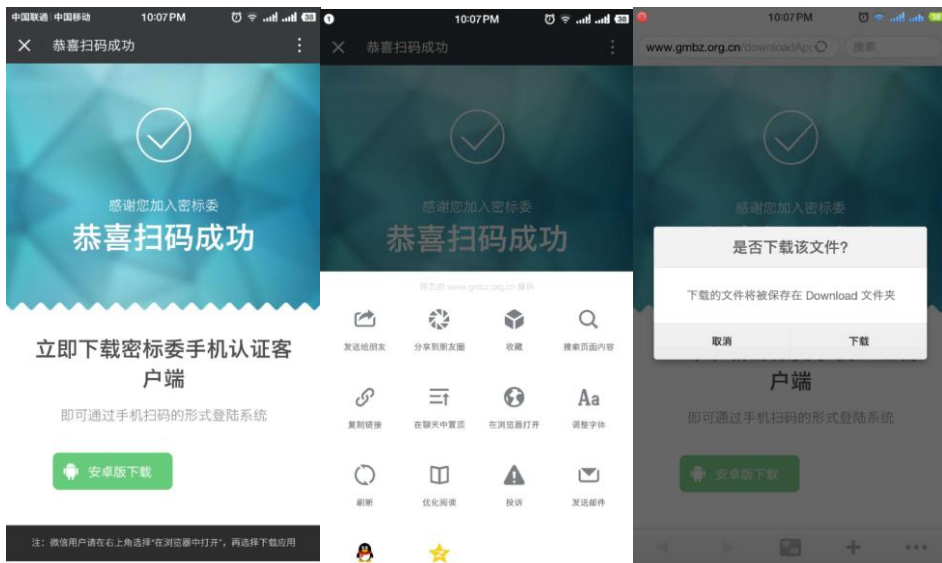 中国联通 中国移动 10:07PM 38
恭喜扫码成功
感谢您加入密标委
恭喜扫码成功
立即下载密标委手机认证客
户端
即可通过手机扫码的形式登陆系统
安卓版下载
注：微信用户请在右上角选择“在浏览器中打开”，再选择下载应用
10:07PM 38
恭喜扫码成功
感谢您加入密标委
恭喜扫码成功
网页由 www.gmbz.org.cn 提供
发送给朋友 分享到朋友圈 收藏 搜索页面内容
复制链接 在聊天中置顶 在浏览器打开 Aa 调整字体
刷新 优化阅读 投诉 发送邮件
10:07PM 38
www.gmbz.org.cn/downloadAp 搜索
感谢您加入密标委
是否下载该文件?
下载的文件将被保存在 Download 文件夹
取消 下载
户端
即可通过手机扫码的形式登陆系统
安卓版下载